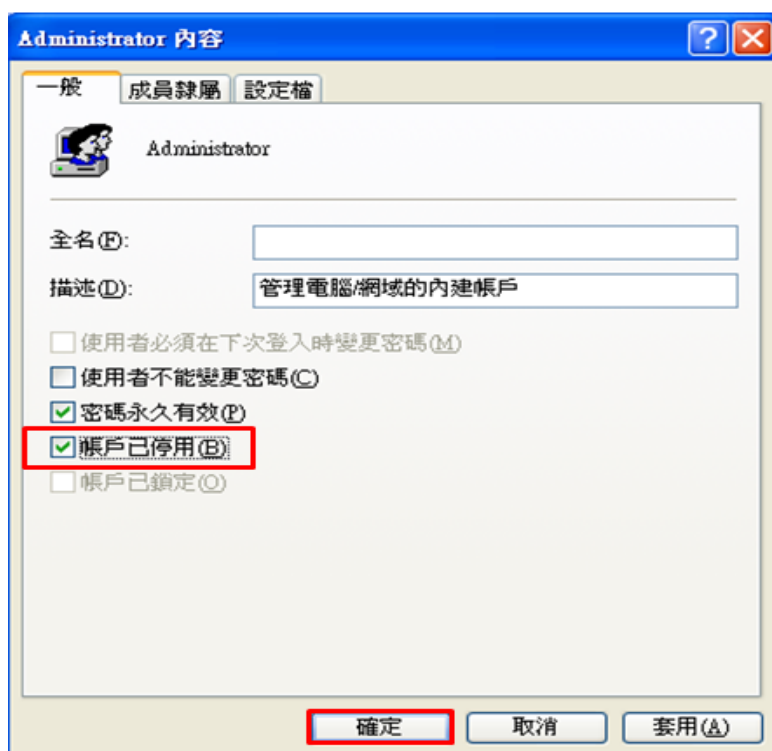 Administrator 內容
一般 成員隸屬 設定檔
Administrator
全名(F):
描述(D): 管理電腦/網域的內建帳戶
使用者必須在下次登入時變更密碼(M)
使用者不能變更密碼(C)
密碼永久有效(P)
帳戶已停用(B)
帳戶已鎖定(O)
確定 取消 套用(A)